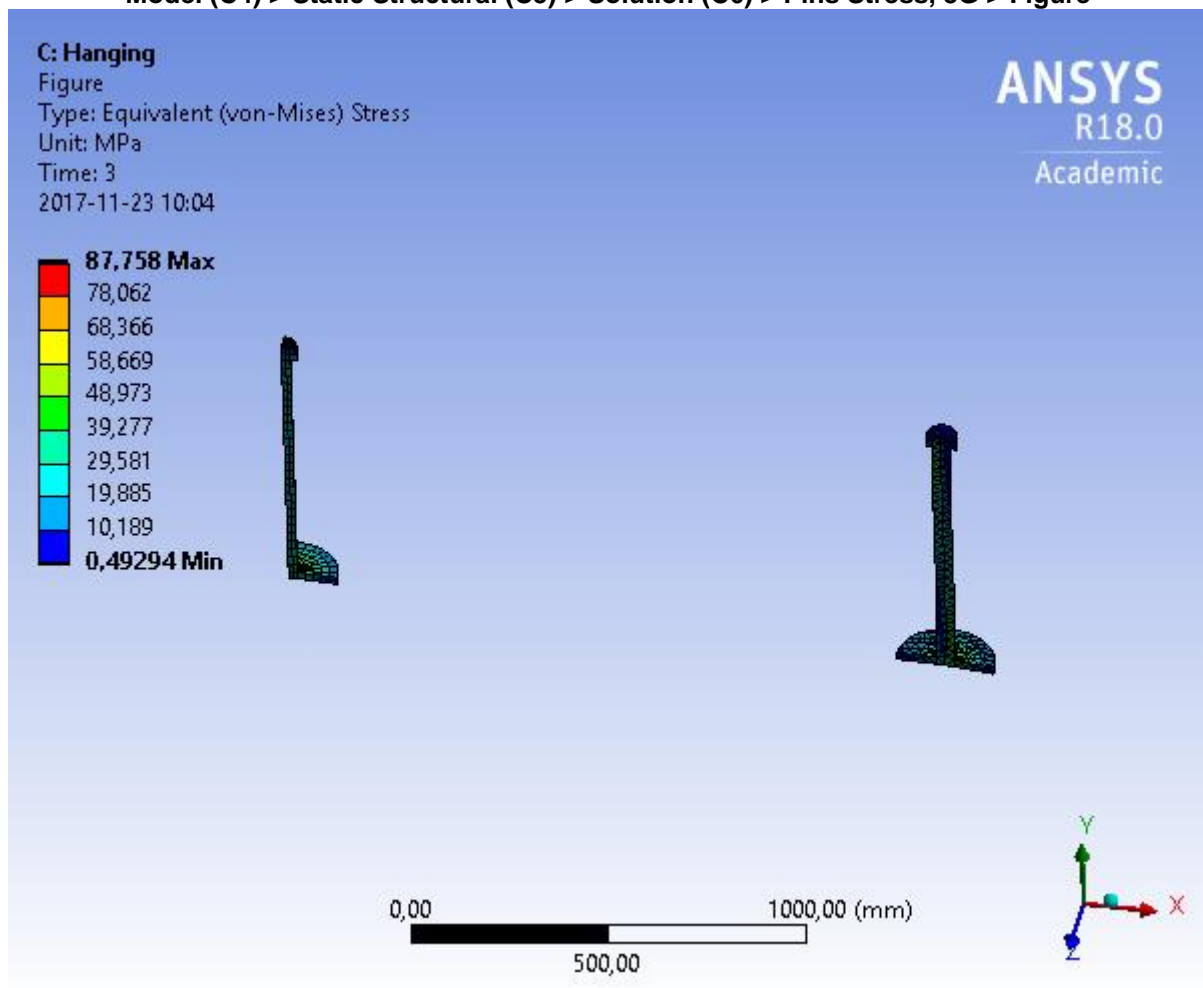 C: Hanging
Figure
Type: Equivalent (von-Mises) Stress
Unit: MPa
Time: 3
2017-11-23 10:04
ANSYS
R18.0
Academic
87,758 Max
78,062
68,366
58,669
48,973
39,277
29,581
19,885
10,189
0,49294 Min
0,00
1000,00 (mm)
500,00
Y
X
Z